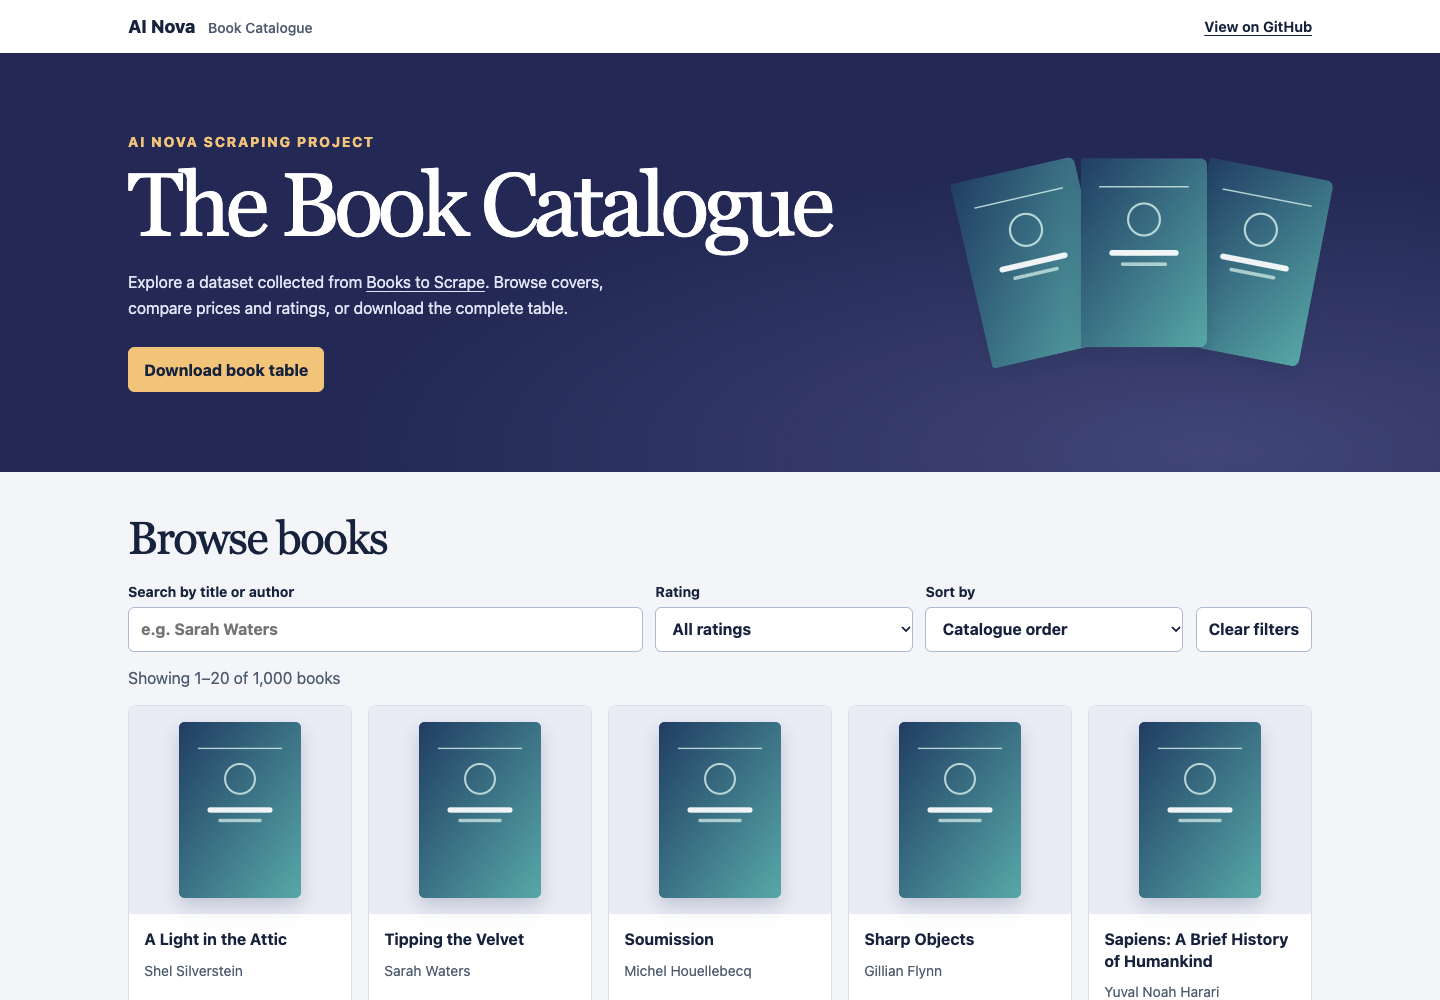 AI Nova Book Catalogue
View on GitHub
AI NOVA SCRAPING PROJECT
The Book Catalogue
Explore a dataset collected from Books to Scrape. Browse covers,
compare prices and ratings, or download the complete table.
Download book table
Browse books
Search by title or author
e.g. Sarah Waters
Rating
All ratings
Sort by
Catalogue order
Clear filters
Showing 1–20 of 1,000 books
A Light in the Attic
Shel Silverstein
Tipping the Velvet
Sarah Waters
Soumission
Michel Houellebecq
Sharp Objects
Gillian Flynn
Sapiens: A Brief History
of Humankind
Yuval Noah Harari